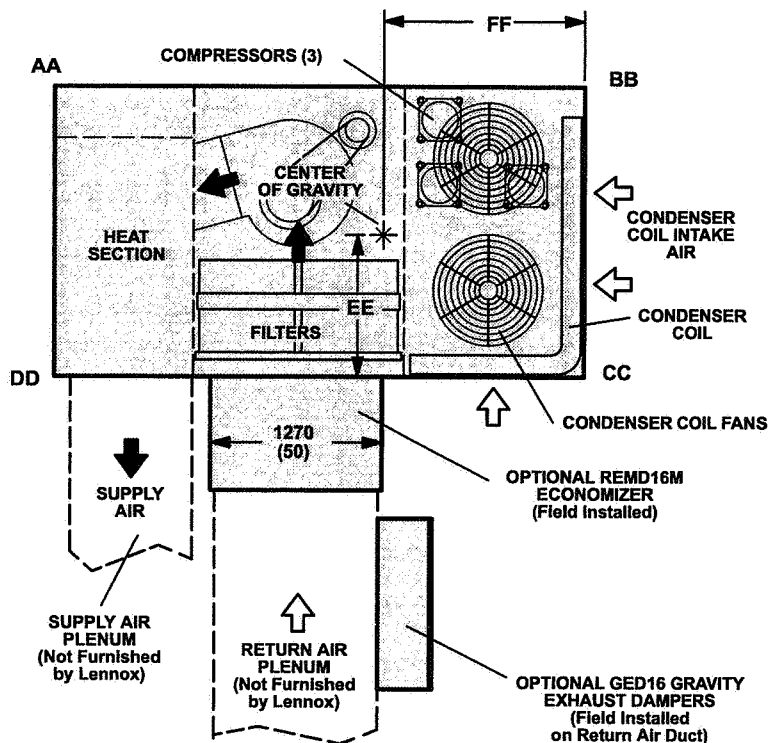 FF
COMPRESSORS (3)
AA
BB
CENTER
OF GRAVITY
HEAT
SECTION
CONDENSER
COIL INTAKE
AIR
EE
FILTERS
CONDENSER
COIL
DD
CC
1270
(50)
CONDENSER COIL FANS
OPTIONAL REMD16M
ECONOMIZER
(Field Installed)
SUPPLY
AIR
SUPPLY AIR
PLENUM
(Not Furnished
by Lennox)
RETURN AIR
PLENUM
(Not Furnished
by Lennox)
OPTIONAL GED16 GRAVITY
EXHAUST DAMPERS
(Field Installed
on Return Air Duct)